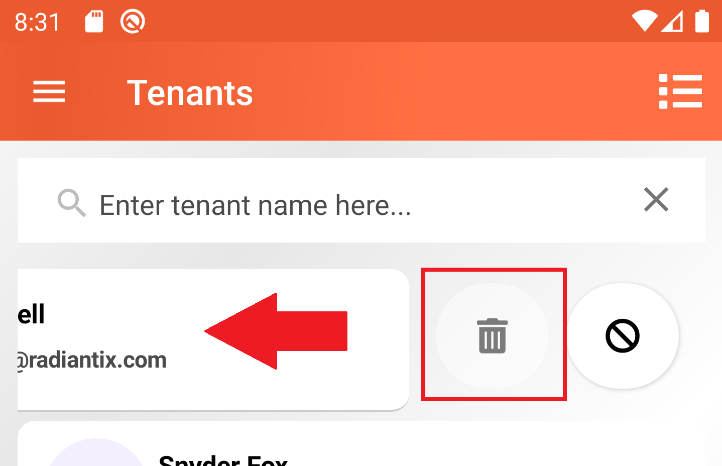 8:31
Tenants
Enter tenant name here...
ell
@radiantix.com
Snyder Fox